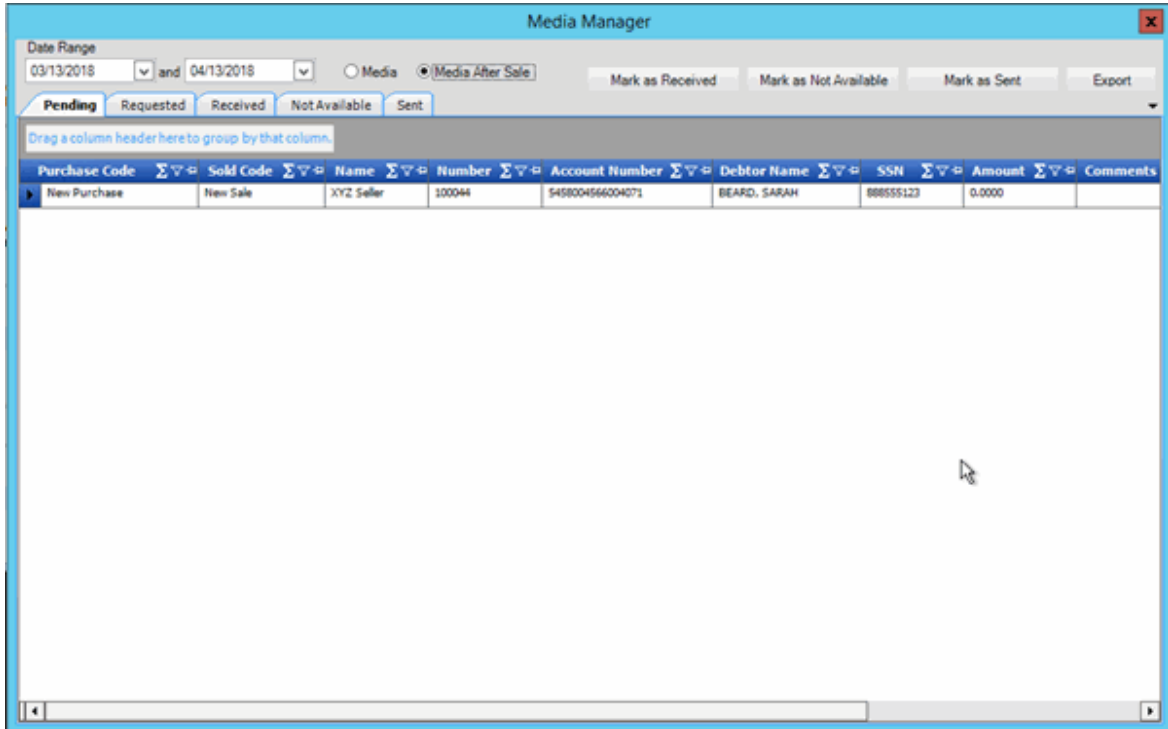 Media Manager
Date Range
03/13/2018 and 04/13/2018 Media Media After Sale Mark as Received Mark as Not Available Mark as Sent Export
Pending Requested Received Not Available Sent
Drag a column header here to group by that column.
Purchase Code Sold Code Name Number Account Number Debtor Name SSN Amount Comments
New Purchase New Sale XYZ Seller 100044 5458004566004071 BEARD, SARAH 888555123 0.0000